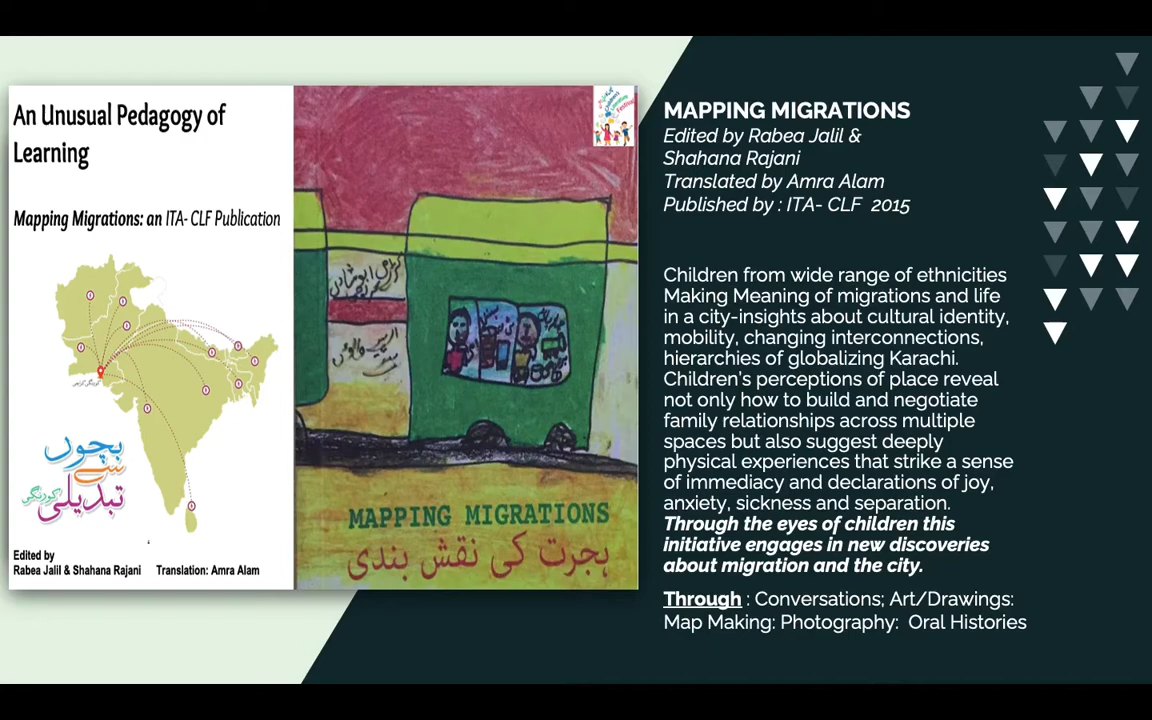 An Unusual Pedagogy of
Learning
Mapping Migrations: an ITA- CLF Publication
بچوں
سے
تبدیلی
Edited by
Rabea Jalil & Shahana Rajani Translation: Amra Alam
MAPPING MIGRATIONS
ہجرت کی نقش بندی
MAPPING MIGRATIONS
Edited by Rabea Jalil &
Shahana Rajani
Translated by Amra Alam
Published by : ITA- CLF 2015
Children from wide range of ethnicities
Making Meaning of migrations and life
in a city-insights about cultural identity,
mobility, changing interconnections,
hierarchies of globalizing Karachi.
Children's perceptions of place reveal
not only how to build and negotiate
family relationships across multiple
spaces but also suggest deeply
physical experiences that strike a sense
of immediacy and declarations of joy,
anxiety, sickness and separation.
Through the eyes of children this
initiative engages in new discoveries
about migration and the city.
Through : Conversations; Art/Drawings:
Map Making: Photography: Oral Histories